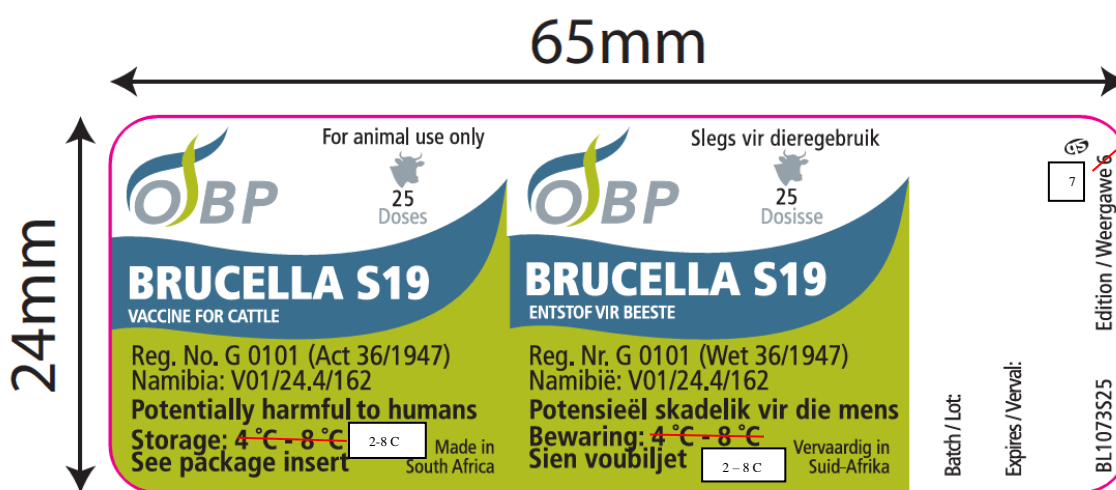 65mm
24mm
OBP
For animal use only
25
Doses
BRUCELLA S19
VACCINE FOR CATTLE
Reg. No. G 0101 (Act 36/1947)
Namibia: V01/24.4/162
Potentially harmful to humans
Storage: 4 °C - 8 °C 2-8 C
See package insert
Made in
South Africa
OBP
Slegs vir dieregebruik
25
Dosisse
BRUCELLA S19
ENTSTOF VIR BEESTE
Reg. Nr. G 0101 (Wet 36/1947)
Namibië: V01/24.4/162
Potensieël skadelik vir die mens
Bewaring: 4 °C - 8 °C
Sien voubiljet 2 – 8 C
Vervaardig in
Suid-Afrika
Batch / Lot:
Expires / Verval:
BL1073S25
Edition / Weergawe 6
7